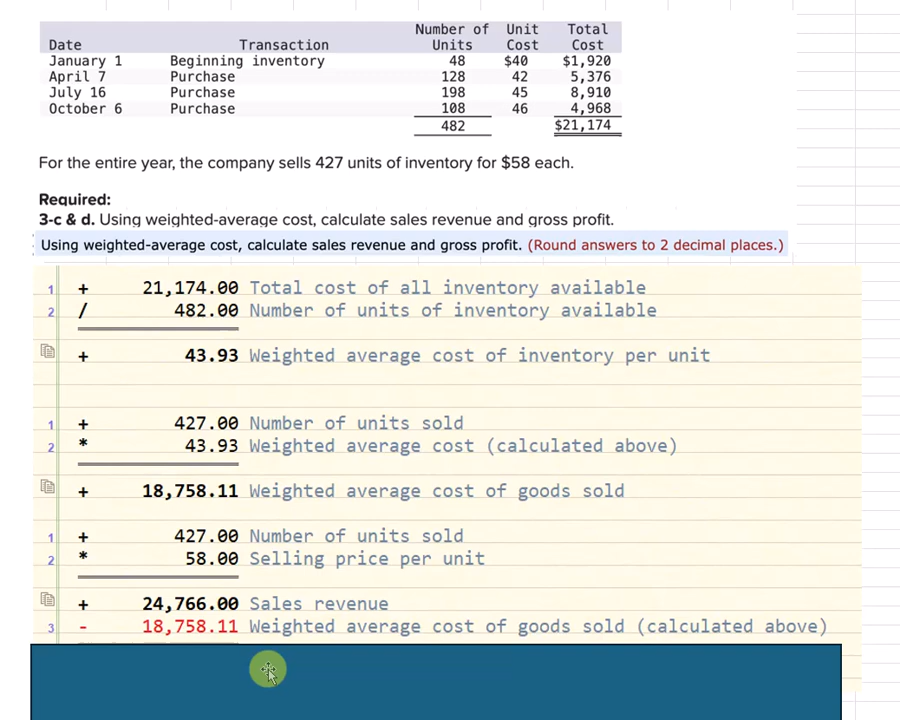 Number of Unit Total
Date Transaction Units Cost Cost
January 1 Beginning inventory 48 $40 $1,920
April 7 Purchase 128 42 5,376
July 16 Purchase 198 45 8,910
October 6 Purchase 108 46 4,968
482 $21,174
For the entire year, the company sells 427 units of inventory for $58 each.
Required:
3-c & d. Using weighted-average cost, calculate sales revenue and gross profit.
Using weighted-average cost, calculate sales revenue and gross profit. (Round answers to 2 decimal places.)
1 + 21,174.00 Total cost of all inventory available
2 / 482.00 Number of units of inventory available
+ 43.93 Weighted average cost of inventory per unit
1 + 427.00 Number of units sold
2 * 43.93 Weighted average cost (calculated above)
+ 18,758.11 Weighted average cost of goods sold
1 + 427.00 Number of units sold
2 * 58.00 Selling price per unit
+ 24,766.00 Sales revenue
3 - 18,758.11 Weighted average cost of goods sold (calculated above)